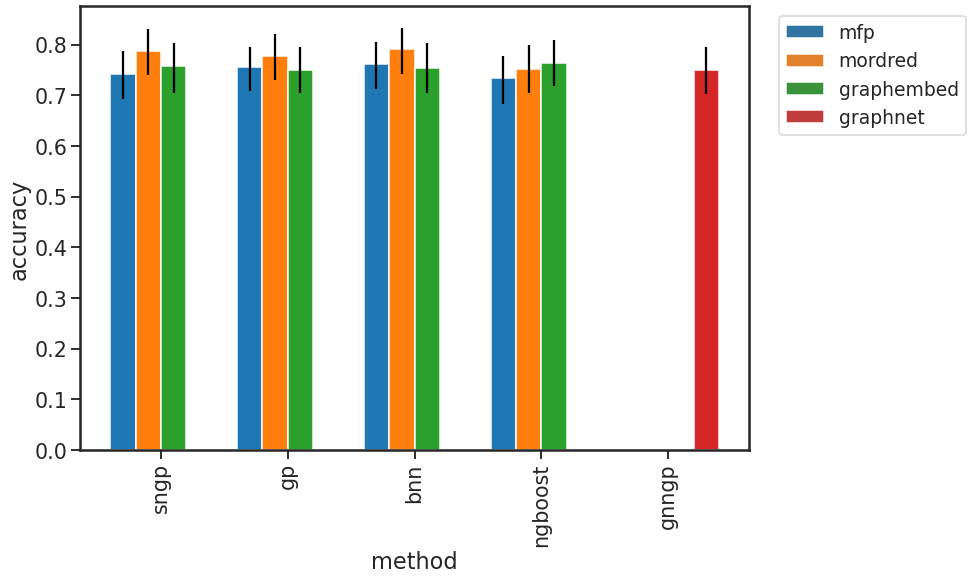 0.8
0.7
0.6
0.5
0.4
0.3
0.2
0.1
0.0
accuracy
sngp
gp
bnn
ngboost
gnngp
method
mfp
mordred
graphembed
graphnet